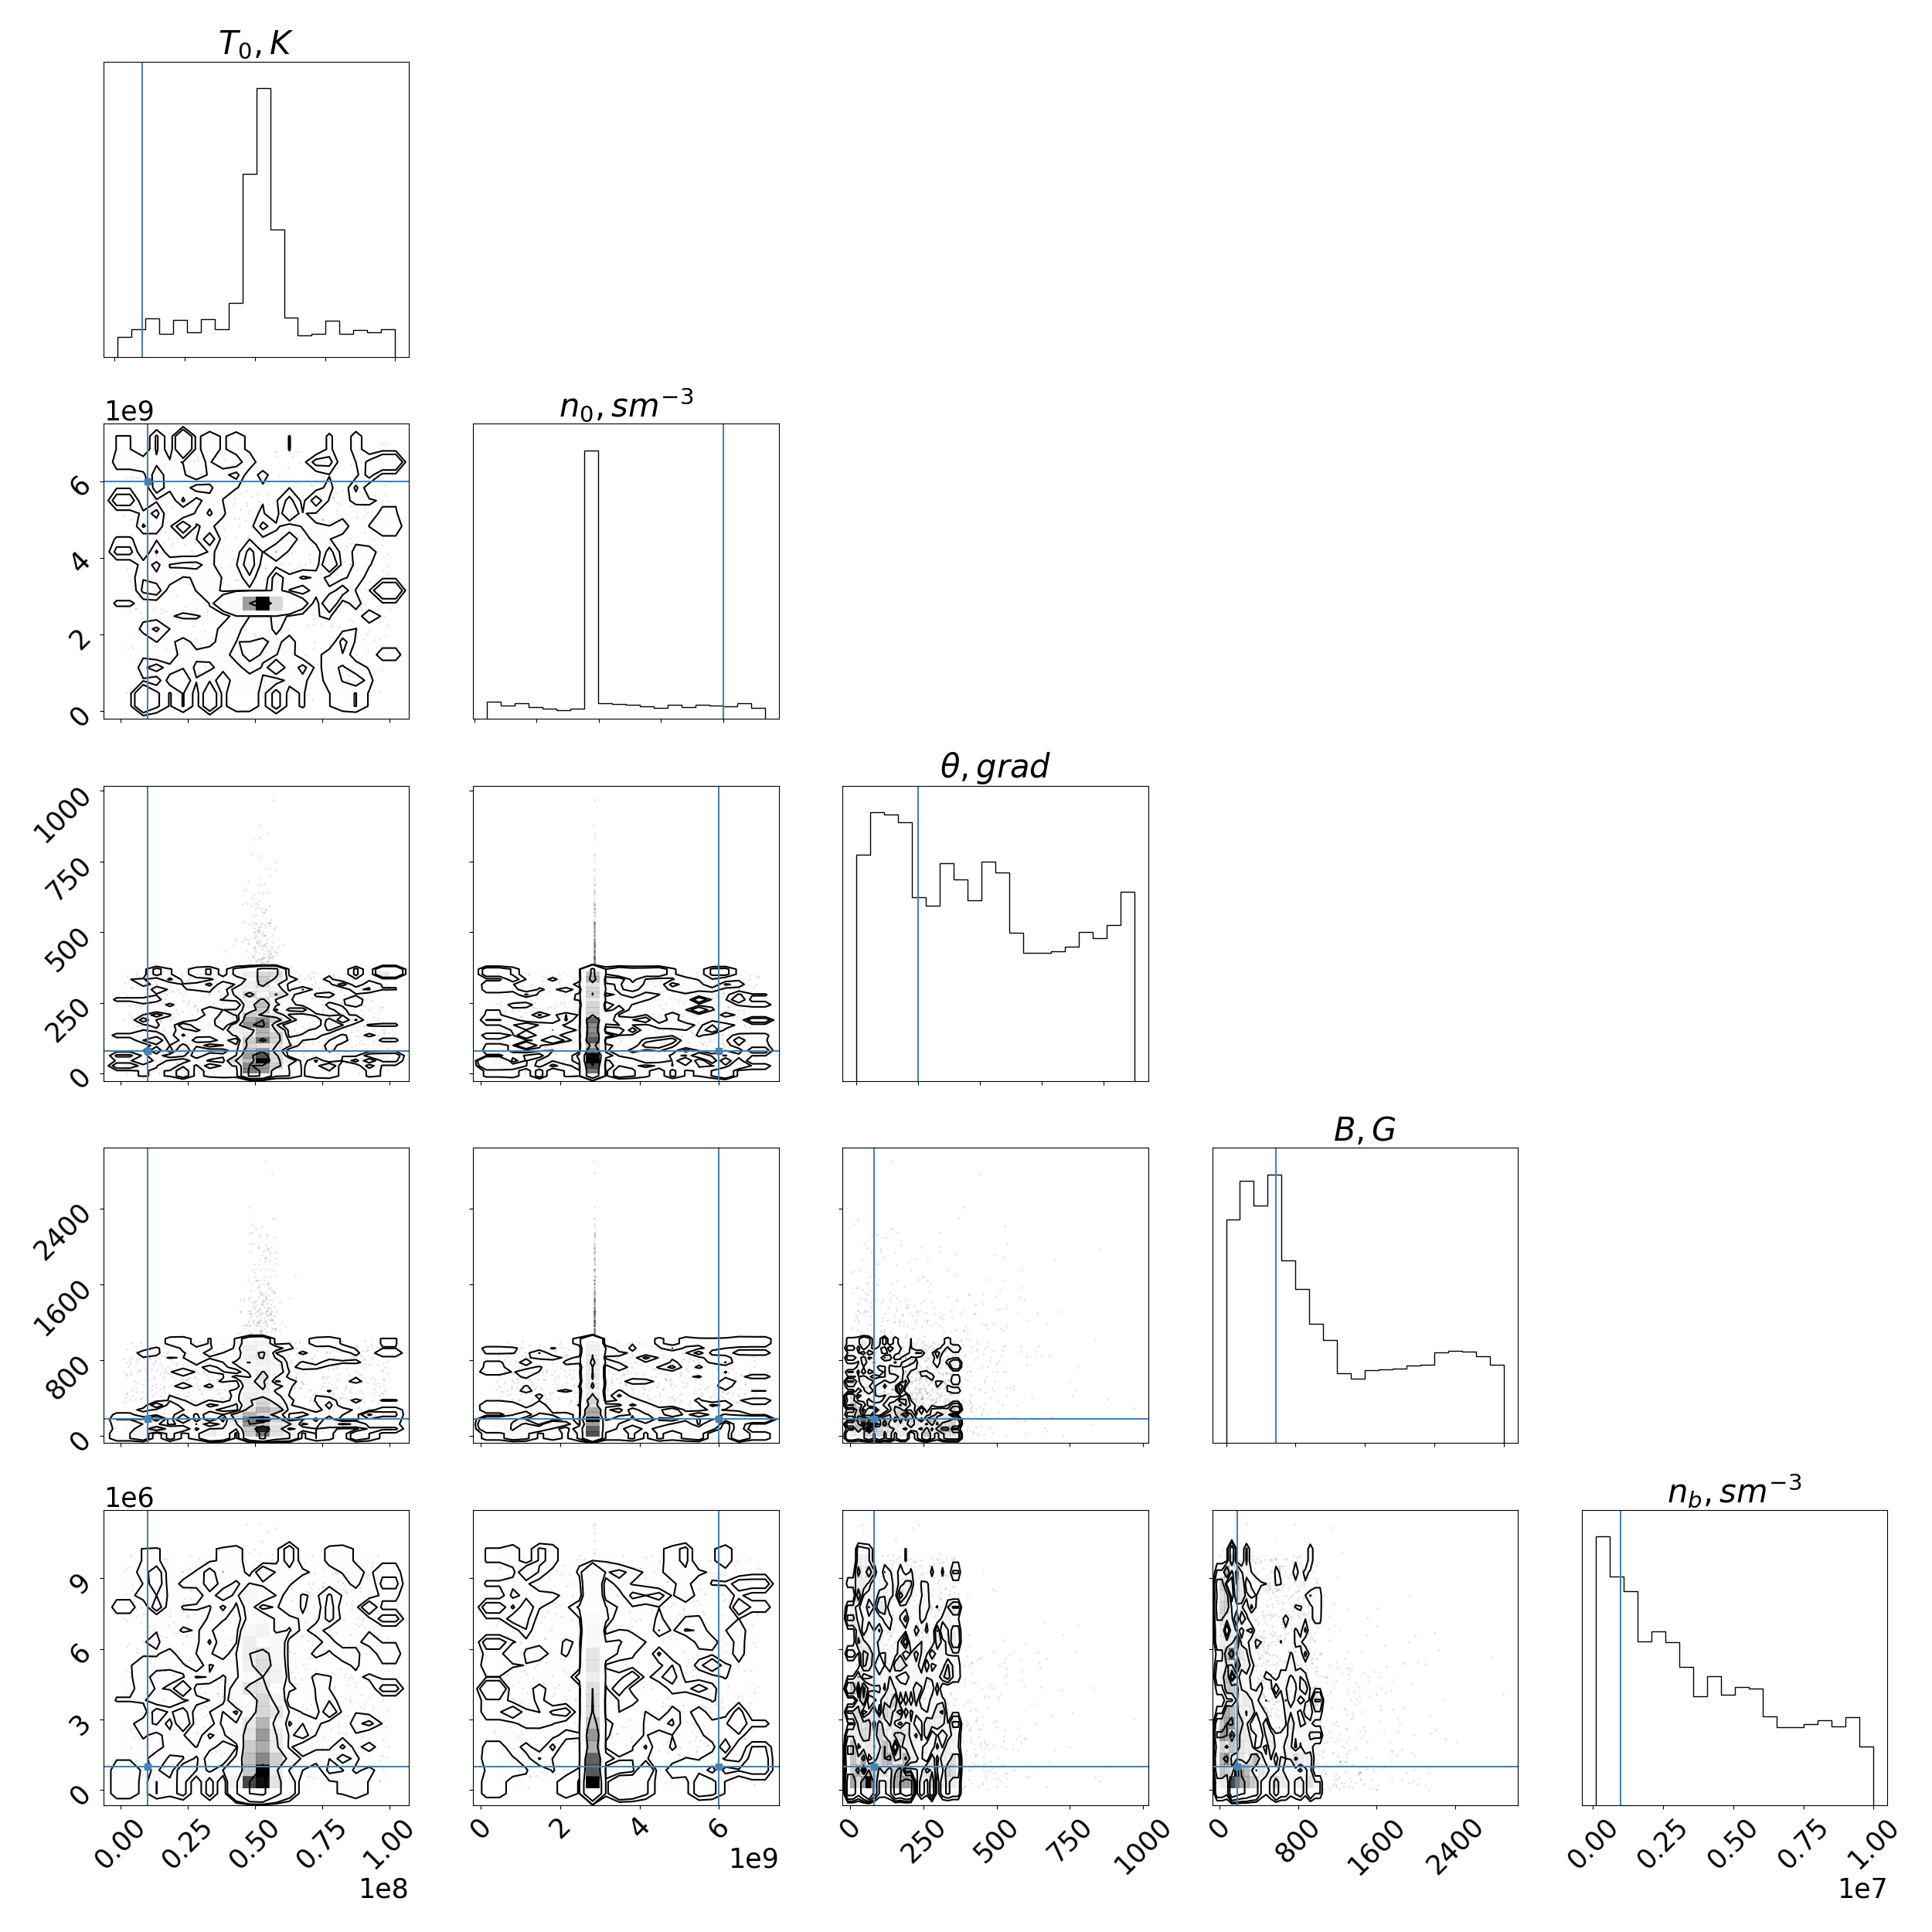 T₀, K
1e9
n₀, sm⁻³
6
4
2
0
θ, grad
1000
750
500
250
0
B, G
2400
1600
800
0
1e6
n_b, sm⁻³
9
6
3
0
0.00 0.25 0.50 0.75 1.00
1e8
0 2 4 6
1e9
0 250 500 750 1000
0 800 1600 2400
0.00 0.25 0.50 0.75 1.00
1e7